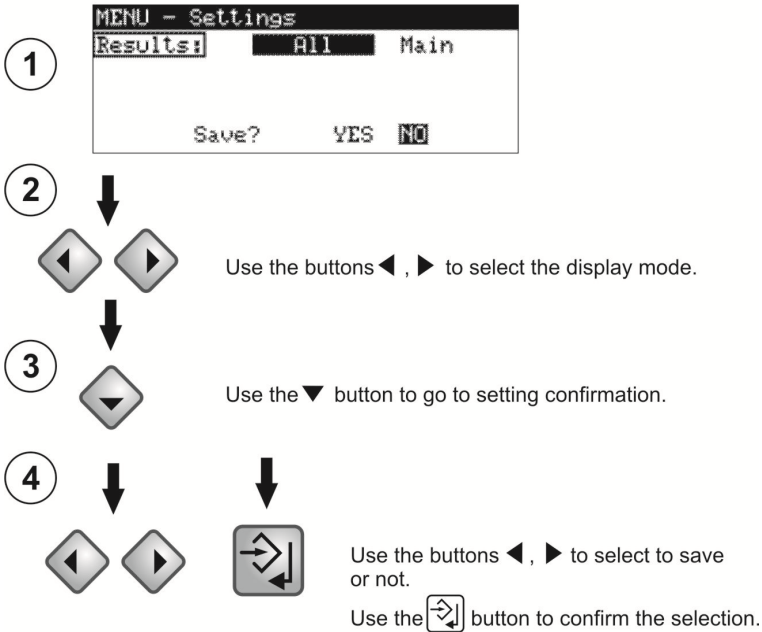 MENU - Settings
Results: All Main
Save? YES NO
1
2
Use the buttons ◀ , ▶ to select the display mode.
3
Use the ▼ button to go to setting confirmation.
4
Use the buttons ◀ , ▶ to select to save
or not.
Use the button to confirm the selection.